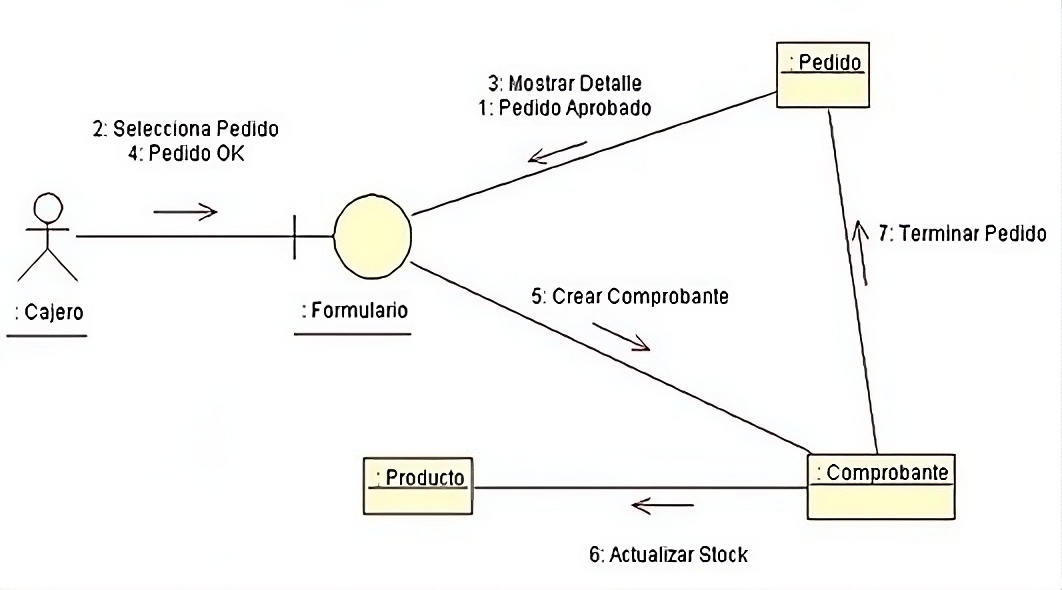 : Pedido
3: Mostrar Detalle
1: Pedido Aprobado
2: Selecciona Pedido
4: Pedido OK
7: Terminar Pedido
5: Crear Comprobante
: Cajero
: Formulario
: Producto
: Comprobante
6: Actualizar Stock